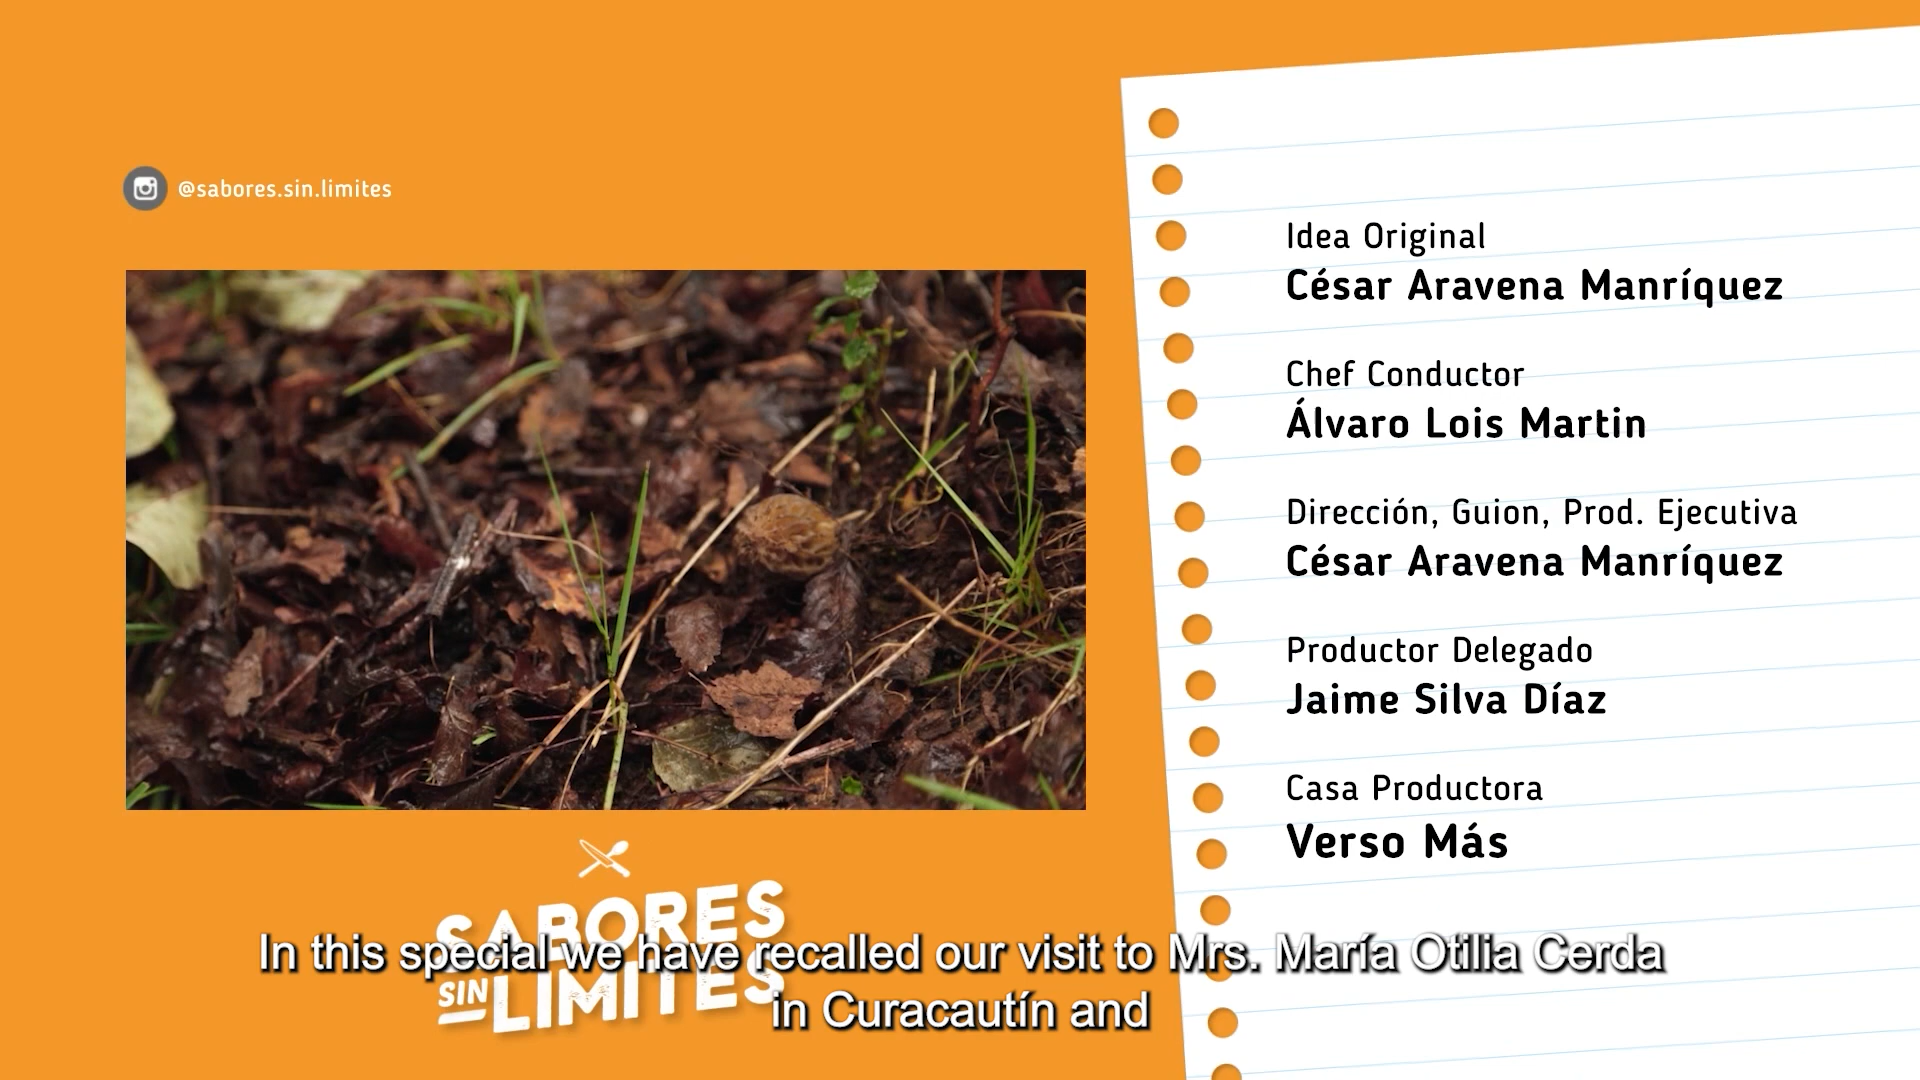 @sabores.sin.limites
Idea Original
César Aravena Manríquez
Chef Conductor
Álvaro Lois Martin
Dirección, Guion, Prod. Ejecutiva
César Aravena Manríquez
Productor Delegado
Jaime Silva Díaz
Casa Productora
Verso Más
SABORES
SIN LIMITES
In this special we have recalled our visit to Mrs. María Otilia Cerda
in Curacautín and